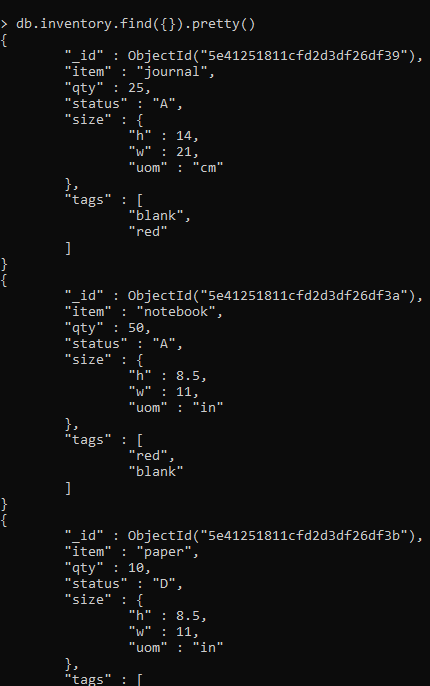 > db.inventory.find({}).pretty()
{
        "_id" : ObjectId("5e41251811cfd2d3df26df39"),
        "item" : "journal",
        "qty" : 25,
        "status" : "A",
        "size" : {
                "h" : 14,
                "w" : 21,
                "uom" : "cm"
        },
        "tags" : [
                "blank",
                "red"
        ]
}
{
        "_id" : ObjectId("5e41251811cfd2d3df26df3a"),
        "item" : "notebook",
        "qty" : 50,
        "status" : "A",
        "size" : {
                "h" : 8.5,
                "w" : 11,
                "uom" : "in"
        },
        "tags" : [
                "red",
                "blank"
        ]
}
{
        "_id" : ObjectId("5e41251811cfd2d3df26df3b"),
        "item" : "paper",
        "qty" : 10,
        "status" : "D",
        "size" : {
                "h" : 8.5,
                "w" : 11,
                "uom" : "in"
        },
        "tags" : [